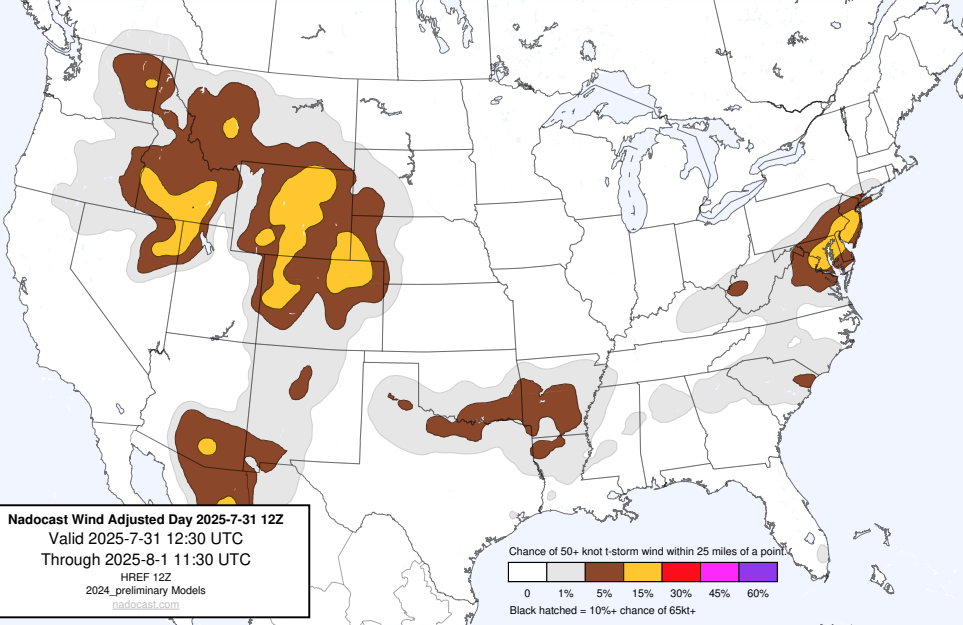 Nadocast Wind Adjusted Day 2025-7-31 12Z
Valid 2025-7-31 12:30 UTC
Through 2025-8-1 11:30 UTC
HREF 12Z
2024_preliminary Models
nadocast.com
Chance of 50+ knot t-storm wind within 25 miles of a point.
0 1% 5% 15% 30% 45% 60%
Black hatched = 10%+ chance of 65kt+